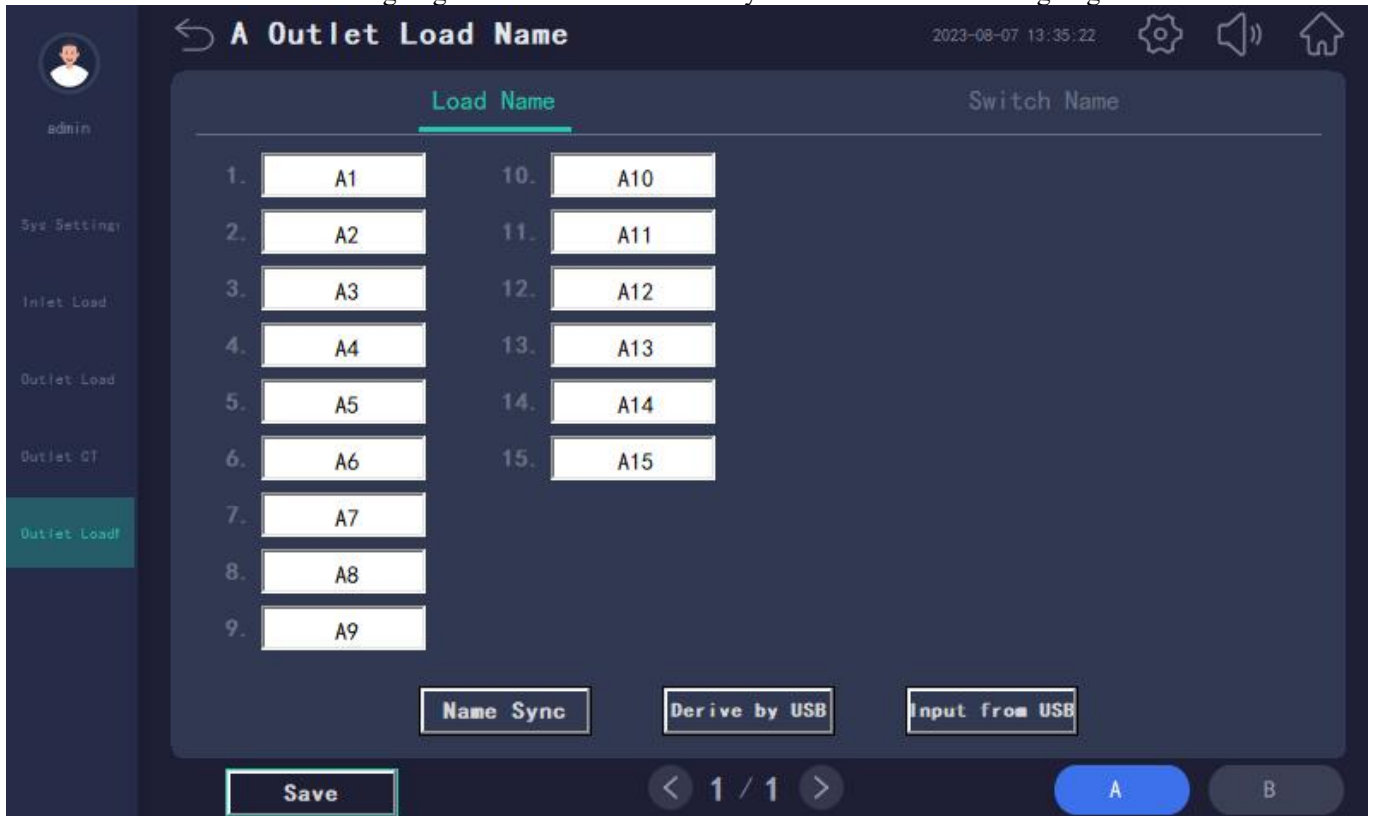 A Outlet Load Name
2023-08-07 13:35:22
admin
Load Name
Switch Name
Sys Settings
Inlet Load
Outlet Load
Outlet CT
Outlet LoadN
1. A1
2. A2
3. A3
4. A4
5. A5
6. A6
7. A7
8. A8
9. A9
10. A10
11. A11
12. A12
13. A13
14. A14
15. A15
Name Sync
Derive by USB
Input from USB
Save
< 1 / 1 >
A
B